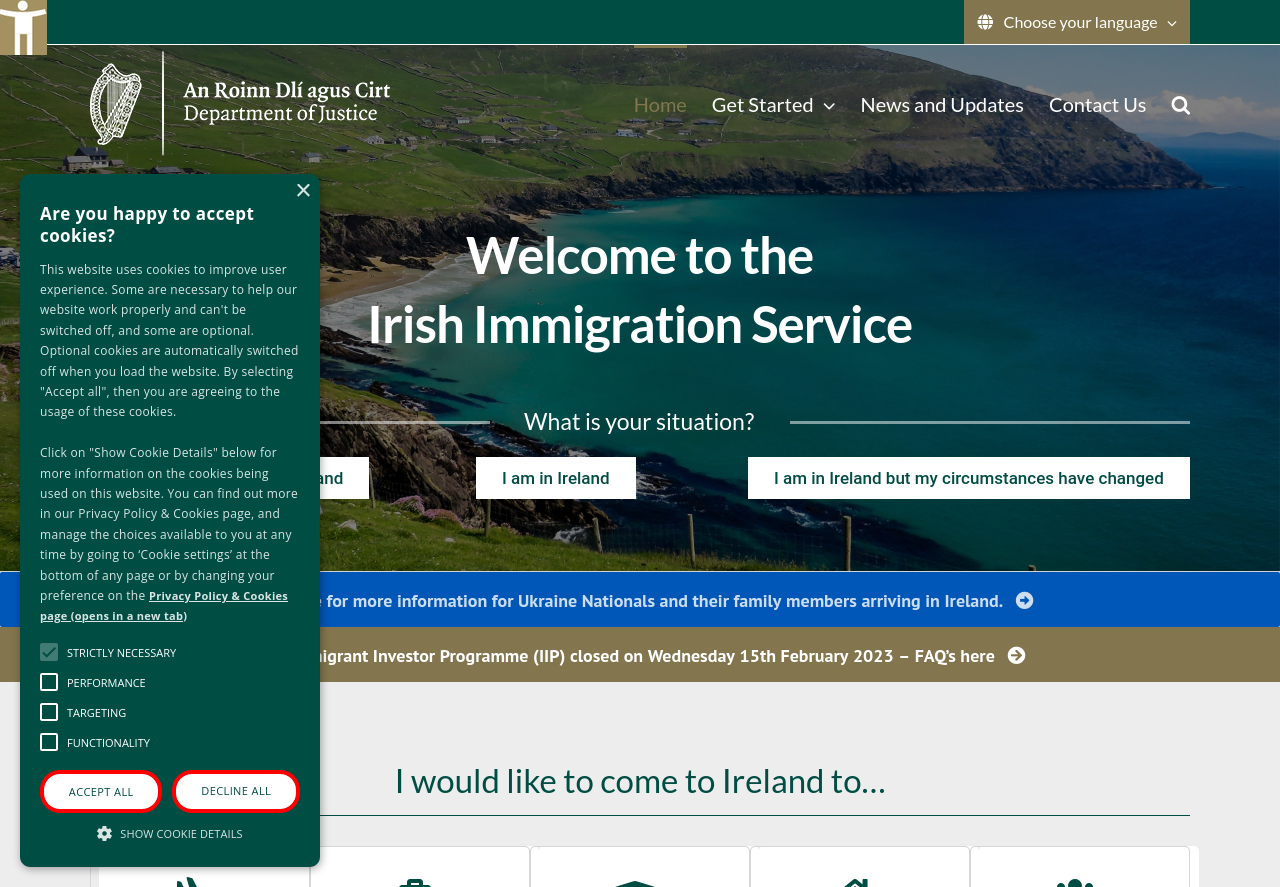 Choose your language
An Roinn Dlí agus Cirt
Department of Justice
Home
Get Started
News and Updates
Contact Us
Welcome to the
Irish Immigration Service
What is your situation?
and
I am in Ireland
I am in Ireland but my circumstances have changed
for more information for Ukraine Nationals and their family members arriving in Ireland.
migrant Investor Programme (IIP) closed on Wednesday 15th February 2023 – FAQ's here
I would like to come to Ireland to...
×
Are you happy to accept
cookies?
This website uses cookies to improve user
experience. Some are necessary to help our
website work properly and can't be
switched off, and some are optional.
Optional cookies are automatically switched
off when you load the website. By selecting
"Accept all", then you are agreeing to the
usage of these cookies.
Click on "Show Cookie Details" below for
more information on the cookies being
used on this website. You can find out more
in our Privacy Policy & Cookies page, and
manage the choices available to you at any
time by going to ‘Cookie settings’ at the
bottom of any page or by changing your
preference on the Privacy Policy & Cookies
page (opens in a new tab)
STRICTLY NECESSARY
PERFORMANCE
TARGETING
FUNCTIONALITY
ACCEPT ALL
DECLINE ALL
SHOW COOKIE DETAILS